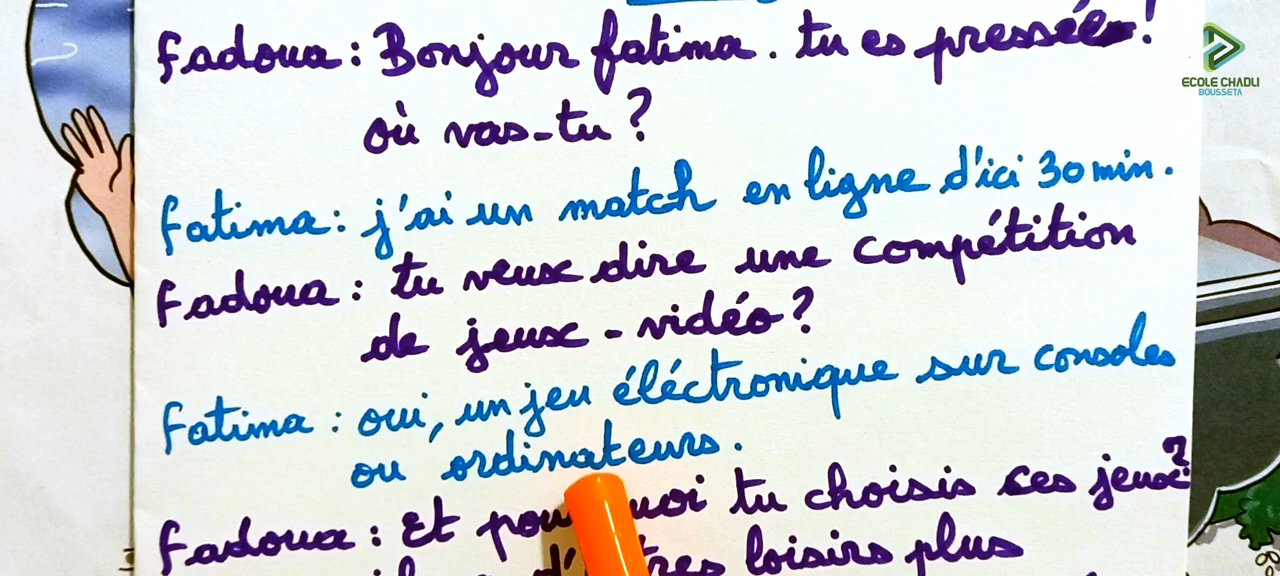 Fadoua : Bonjour fatima. tu es pressée !
où vas-tu ?
ECOLE CHADLI
BOUSSETA
fatima : j'ai un match en ligne d'ici 30 min.
Fadoua : tu veux dire une compétition
de jeux-vidéo ?
Fatima : oui, un jeu éléctronique sur consoles
ou ordinateurs.
Fadoua : Et tu choisis ces jeux ?
loisirs plus